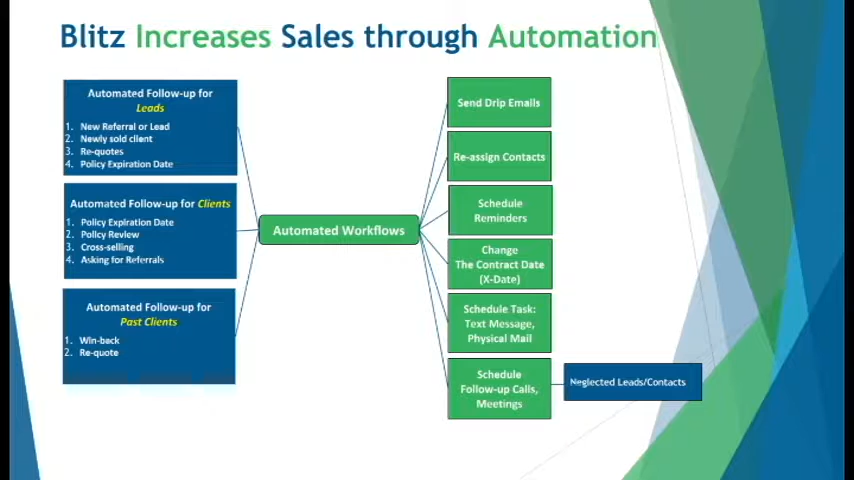 Blitz Increases Sales through Automation
Automated Follow-up for
Leads
1. New Referral or Lead
2. Newly sold client
3. Re-quotes
4. Policy Expiration Date
Automated Follow-up for Clients
1. Policy Expiration Date
2. Policy Review
3. Cross-selling
4. Asking for Referrals
Automated Follow-up for
Past Clients
1. Win-back
2. Re-quote
Automated Workflows
Send Drip Emails
Re-assign Contacts
Schedule
Reminders
Change
The Contract Date
(X-Date)
Schedule Task:
Text Message,
Physical Mail
Schedule
Follow-up Calls,
Meetings
Neglected Leads/Contacts